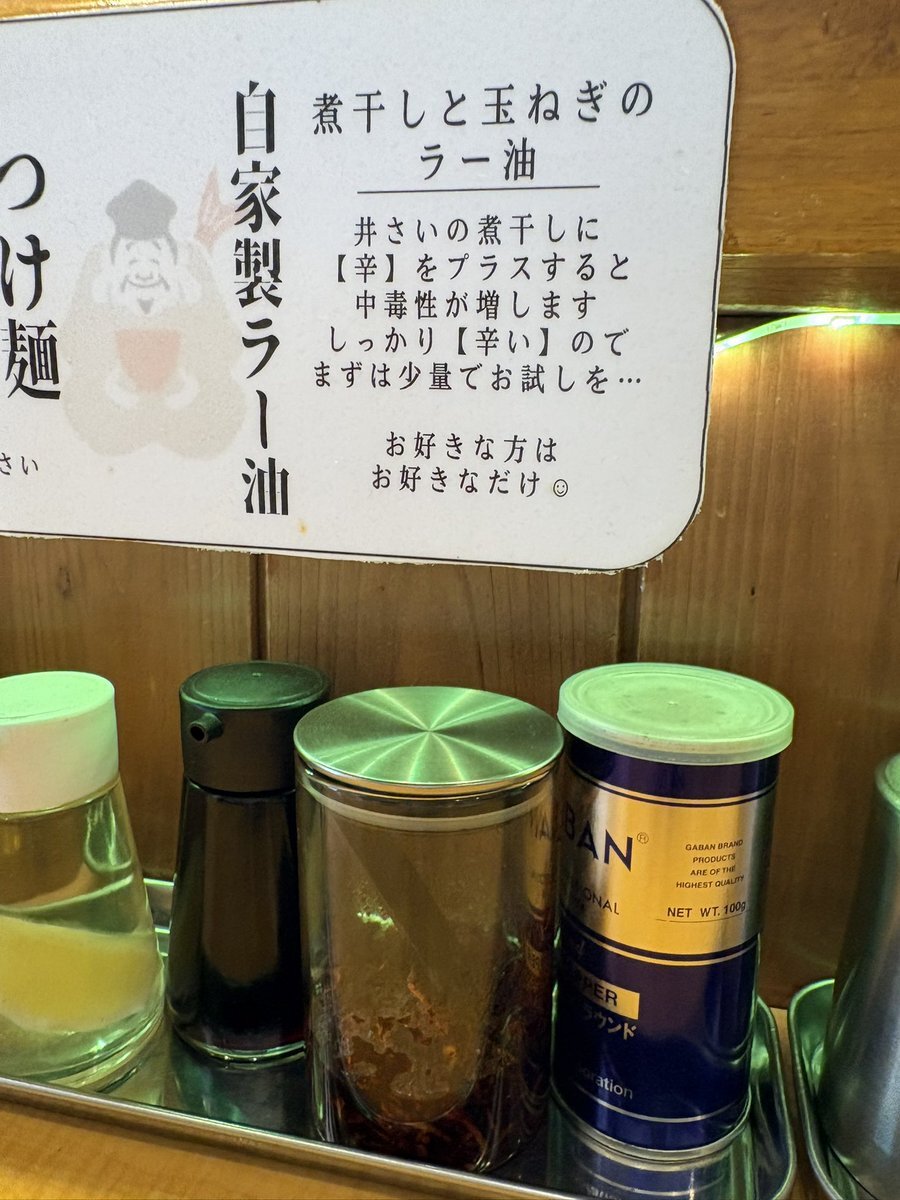 自家製ラー油
煮干しと玉ねぎの
ラー油
井さいの煮干しに
【辛】をプラスすると
中毒性が増します
しっかり【辛い】ので
まずは少量でお試しを…
お好きな方は
お好きなだけ☺
つけ麺
さい
BAN®
GABAN BRAND
PRODUCTS
ARE OF THE
HIGHEST QUALITY
ONAL
NET WT. 100g
PPER
ラウンド
oration